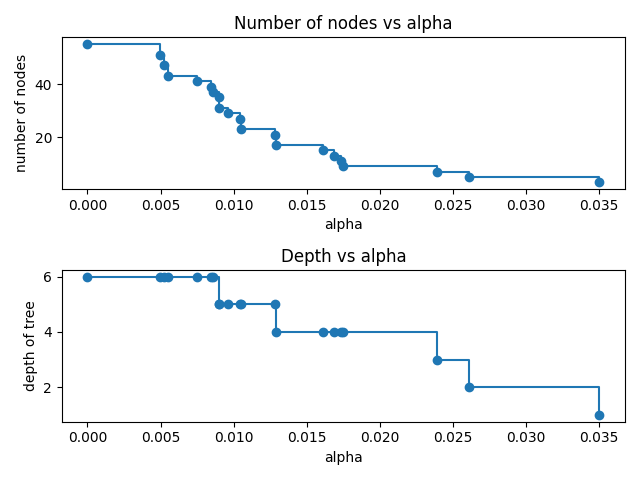 Number of nodes vs alpha
number of nodes
40
20
0.000 0.005 0.010 0.015 0.020 0.025 0.030 0.035
alpha
Depth vs alpha
depth of tree
6
4
2
0.000 0.005 0.010 0.015 0.020 0.025 0.030 0.035
alpha